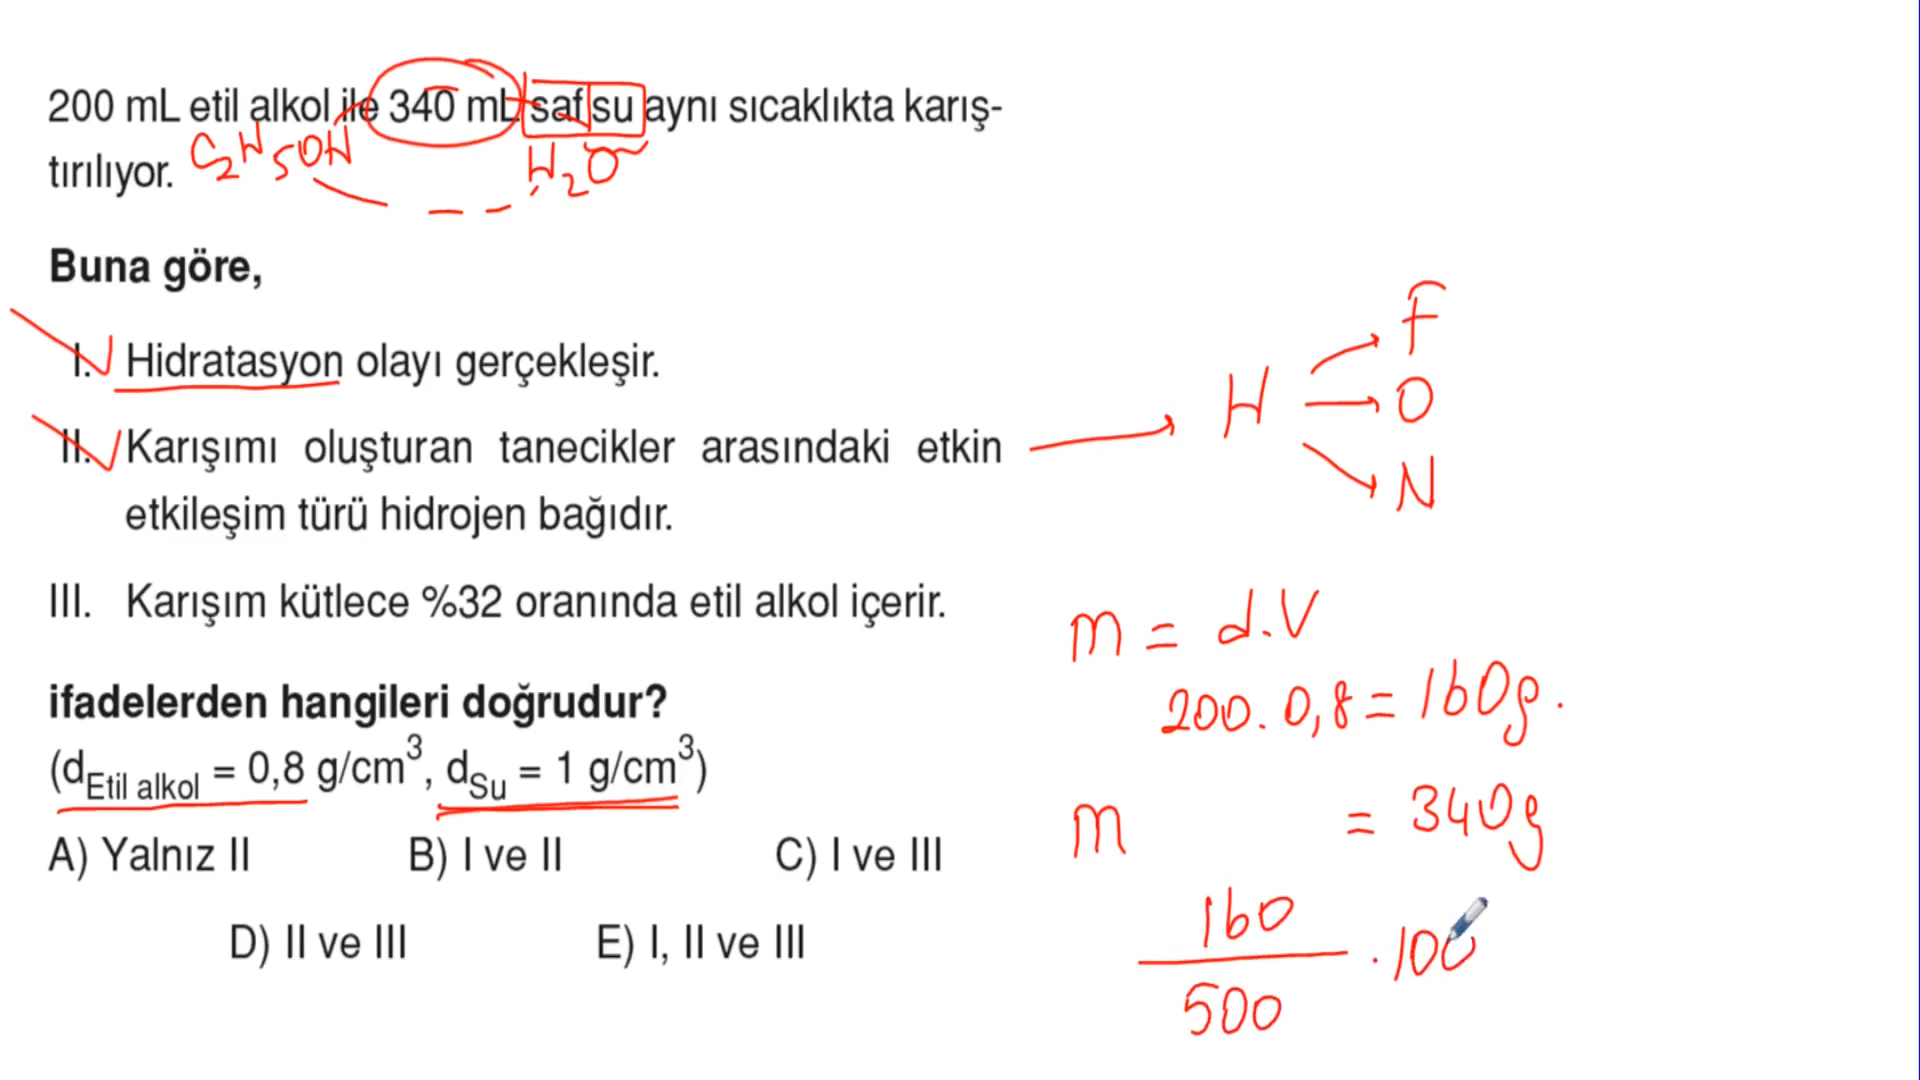 200 mL etil alkol ile 340 mL saf su aynı sıcaklıkta karış-
tırılıyor.
C2H5OH
H2O
Buna göre,
I. Hidratasyon olayı gerçekleşir.
II. Karışımı oluşturan tanecikler arasındaki etkin
etkileşim türü hidrojen bağıdır.
H
F
O
N
III. Karışım kütlece %32 oranında etil alkol içerir.
m = d.V
200. 0,8 = 160g.
ifadelerden hangileri doğrudur?
(dEtil alkol = 0,8 g/cm³, dSu = 1 g/cm³)
m = 340g
A) Yalnız II B) I ve II C) I ve III
D) II ve III E) I, II ve III
160
500
. 100